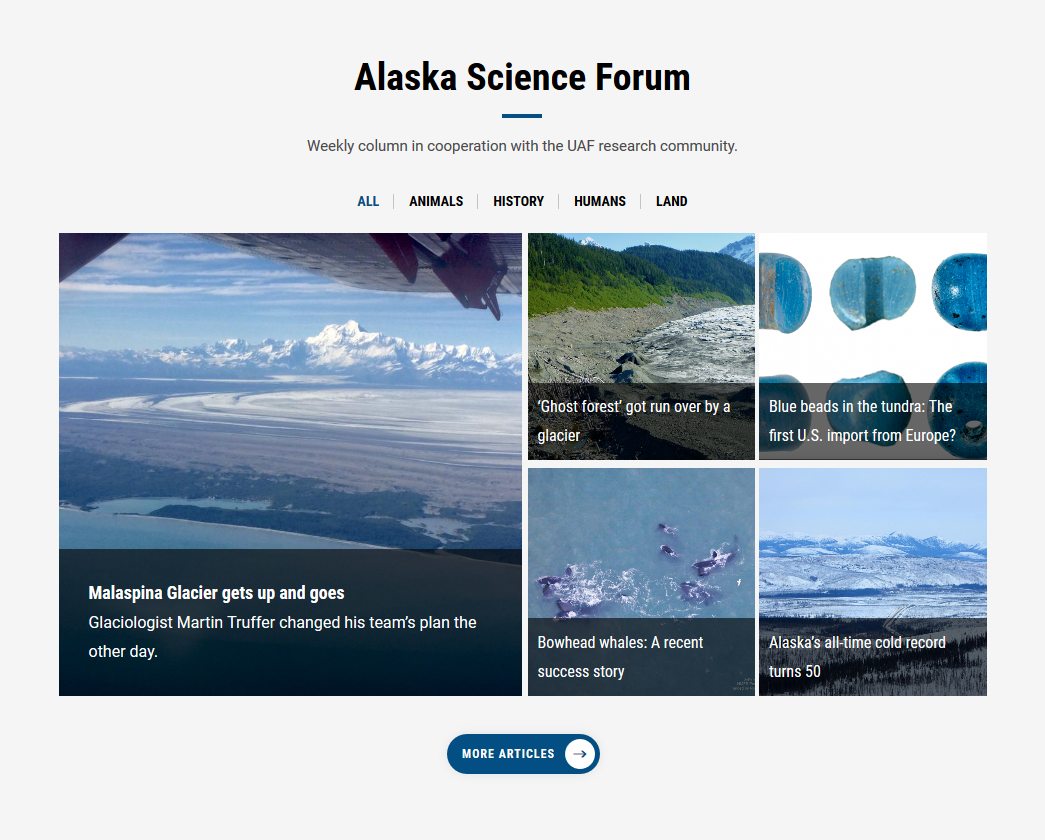 Alaska Science Forum
Weekly column in cooperation with the UAF research community.
ALL
ANIMALS
HISTORY
HUMANS
LAND
Malaspina Glacier gets up and goes
Glaciologist Martin Truffer changed his team’s plan the
other day.
‘Ghost forest’ got run over by a
glacier
Blue beads in the tundra: The
first U.S. import from Europe?
Bowhead whales: A recent
success story
Alaska’s all-time cold record
turns 50
MORE ARTICLES